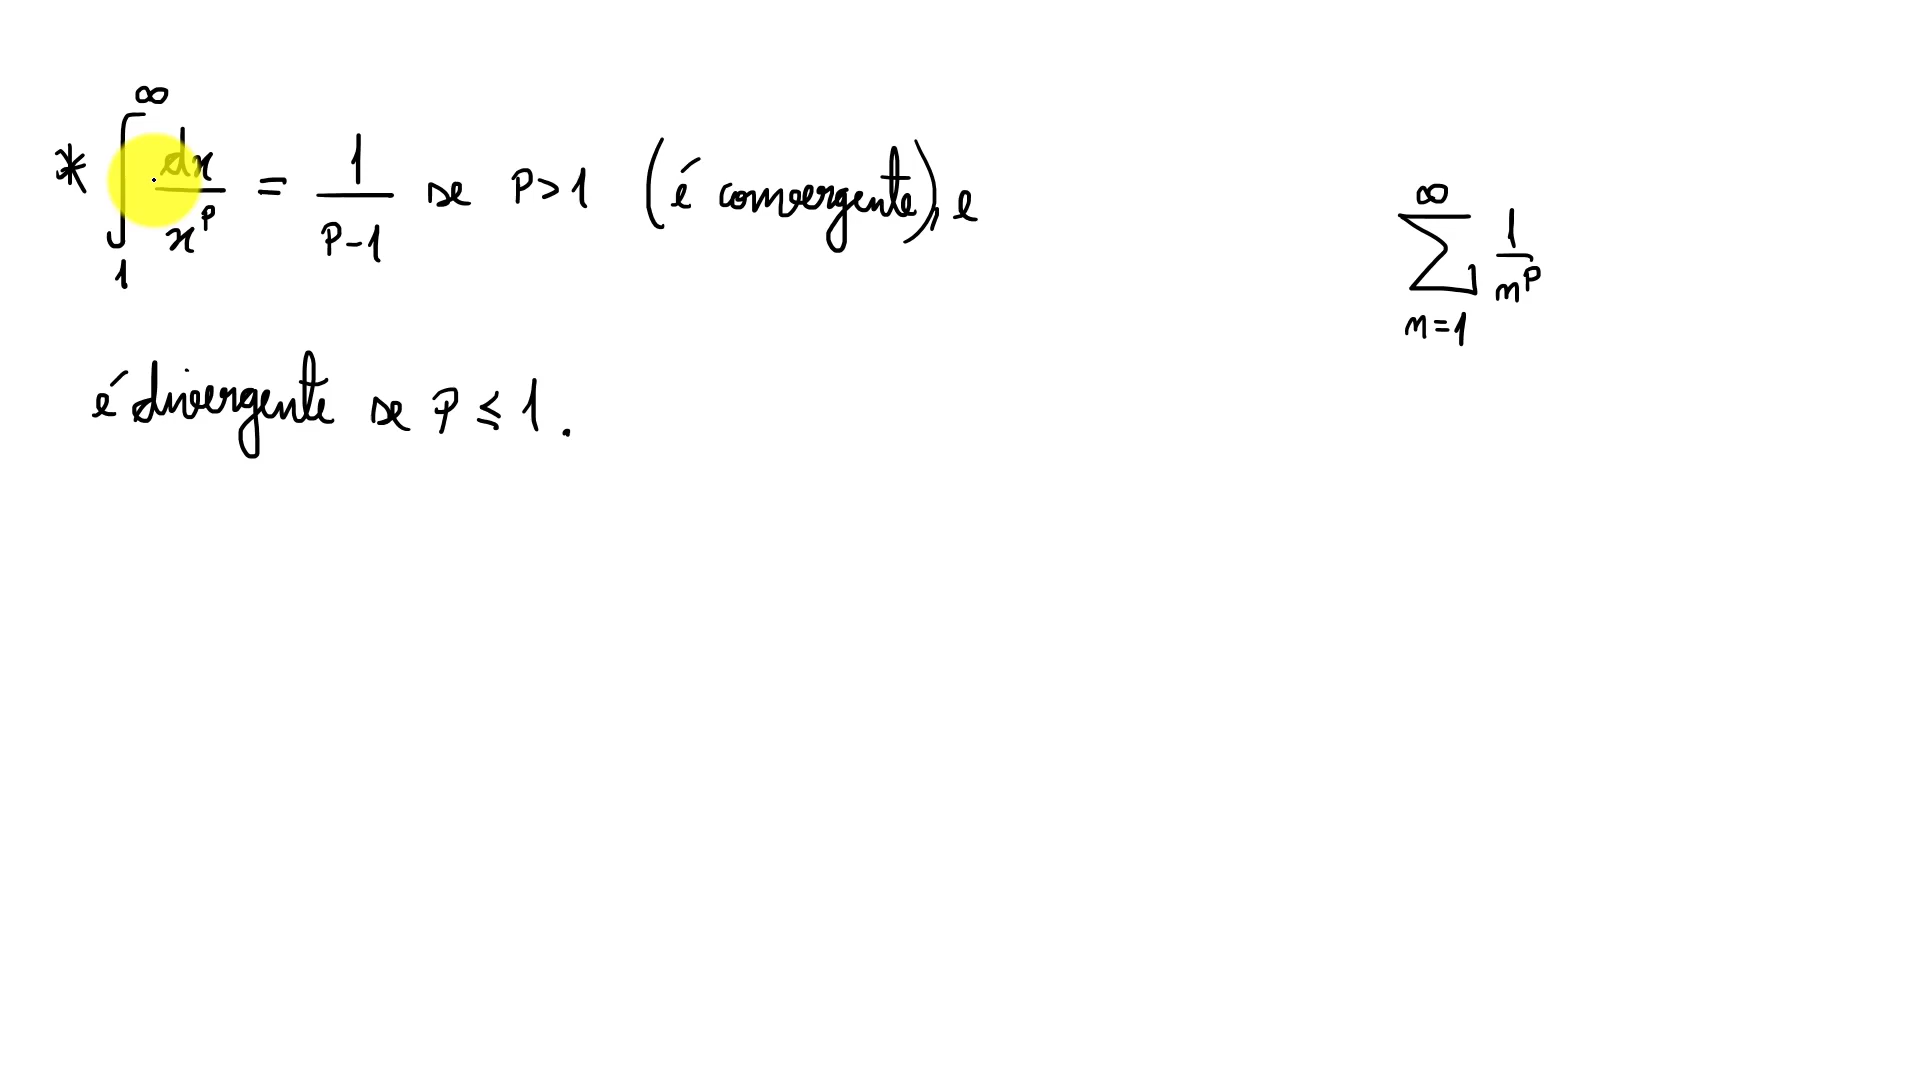 * ∫₁^∞ dx/x^p = 1/(p-1) se p>1 (é convergente), e
é divergente se p ≤ 1.
∑_{n=1}^∞ 1/n^p